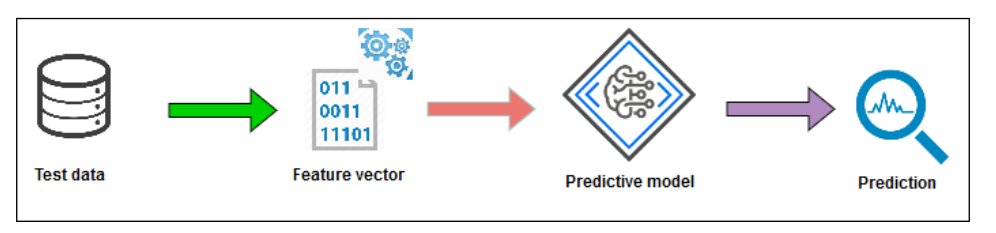 011
0011
11101
Test data
Feature vector
Predictive model
Prediction